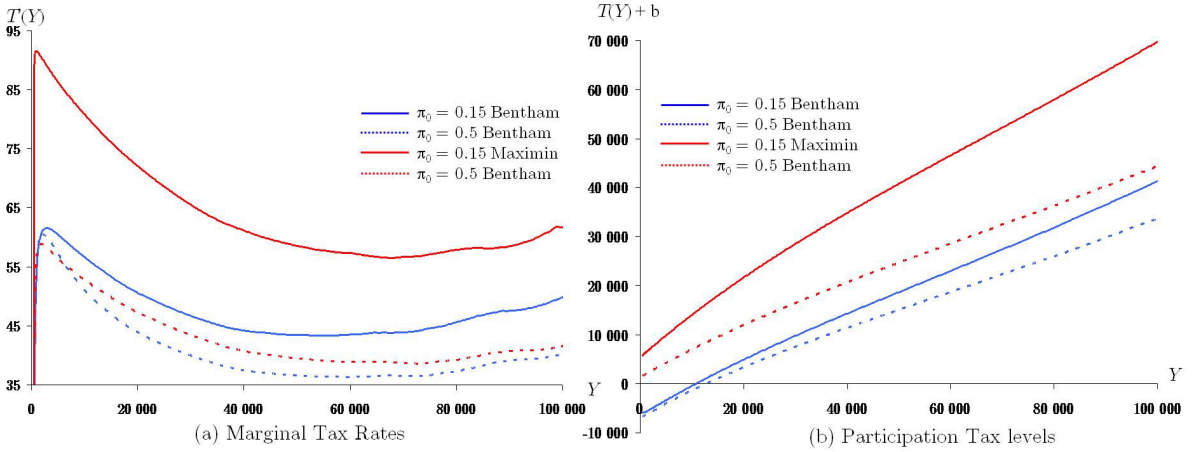 T'(Y)
95
85
75
65
55
45
35
π₀ = 0.15 Bentham
π₀ = 0.5 Bentham
π₀ = 0.15 Maximin
π₀ = 0.5 Bentham
Y
0 20 000 40 000 60 000 80 000 100 000
(a) Marginal Tax Rates
T(Y) + b
70 000
60 000
50 000
40 000
30 000
20 000
10 000
0
-10 000
π₀ = 0.15 Bentham
π₀ = 0.5 Bentham
π₀ = 0.15 Maximin
π₀ = 0.5 Bentham
Y
0 20 000 40 000 60 000 80 000 100 000
(b) Participation Tax levels